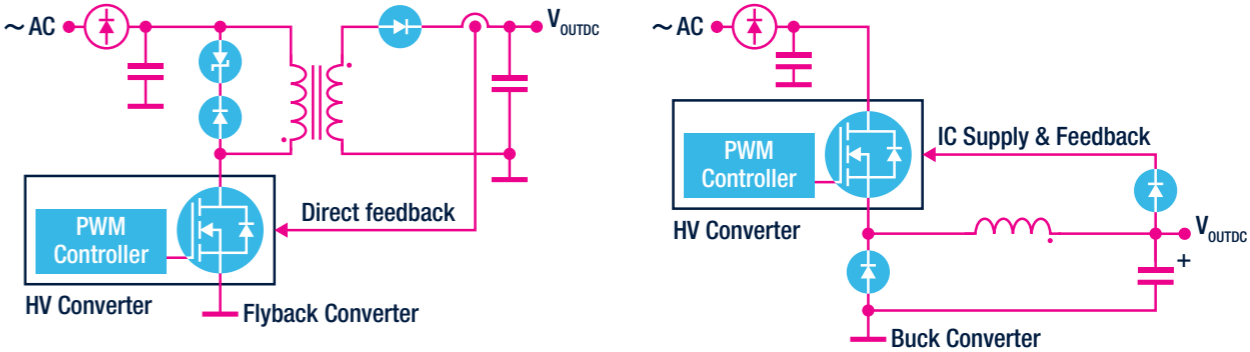 ~ AC
V_OUTDC
PWM
Controller
Direct feedback
HV Converter
Flyback Converter
~ AC
PWM
Controller
IC Supply & Feedback
HV Converter
V_OUTDC
+
Buck Converter